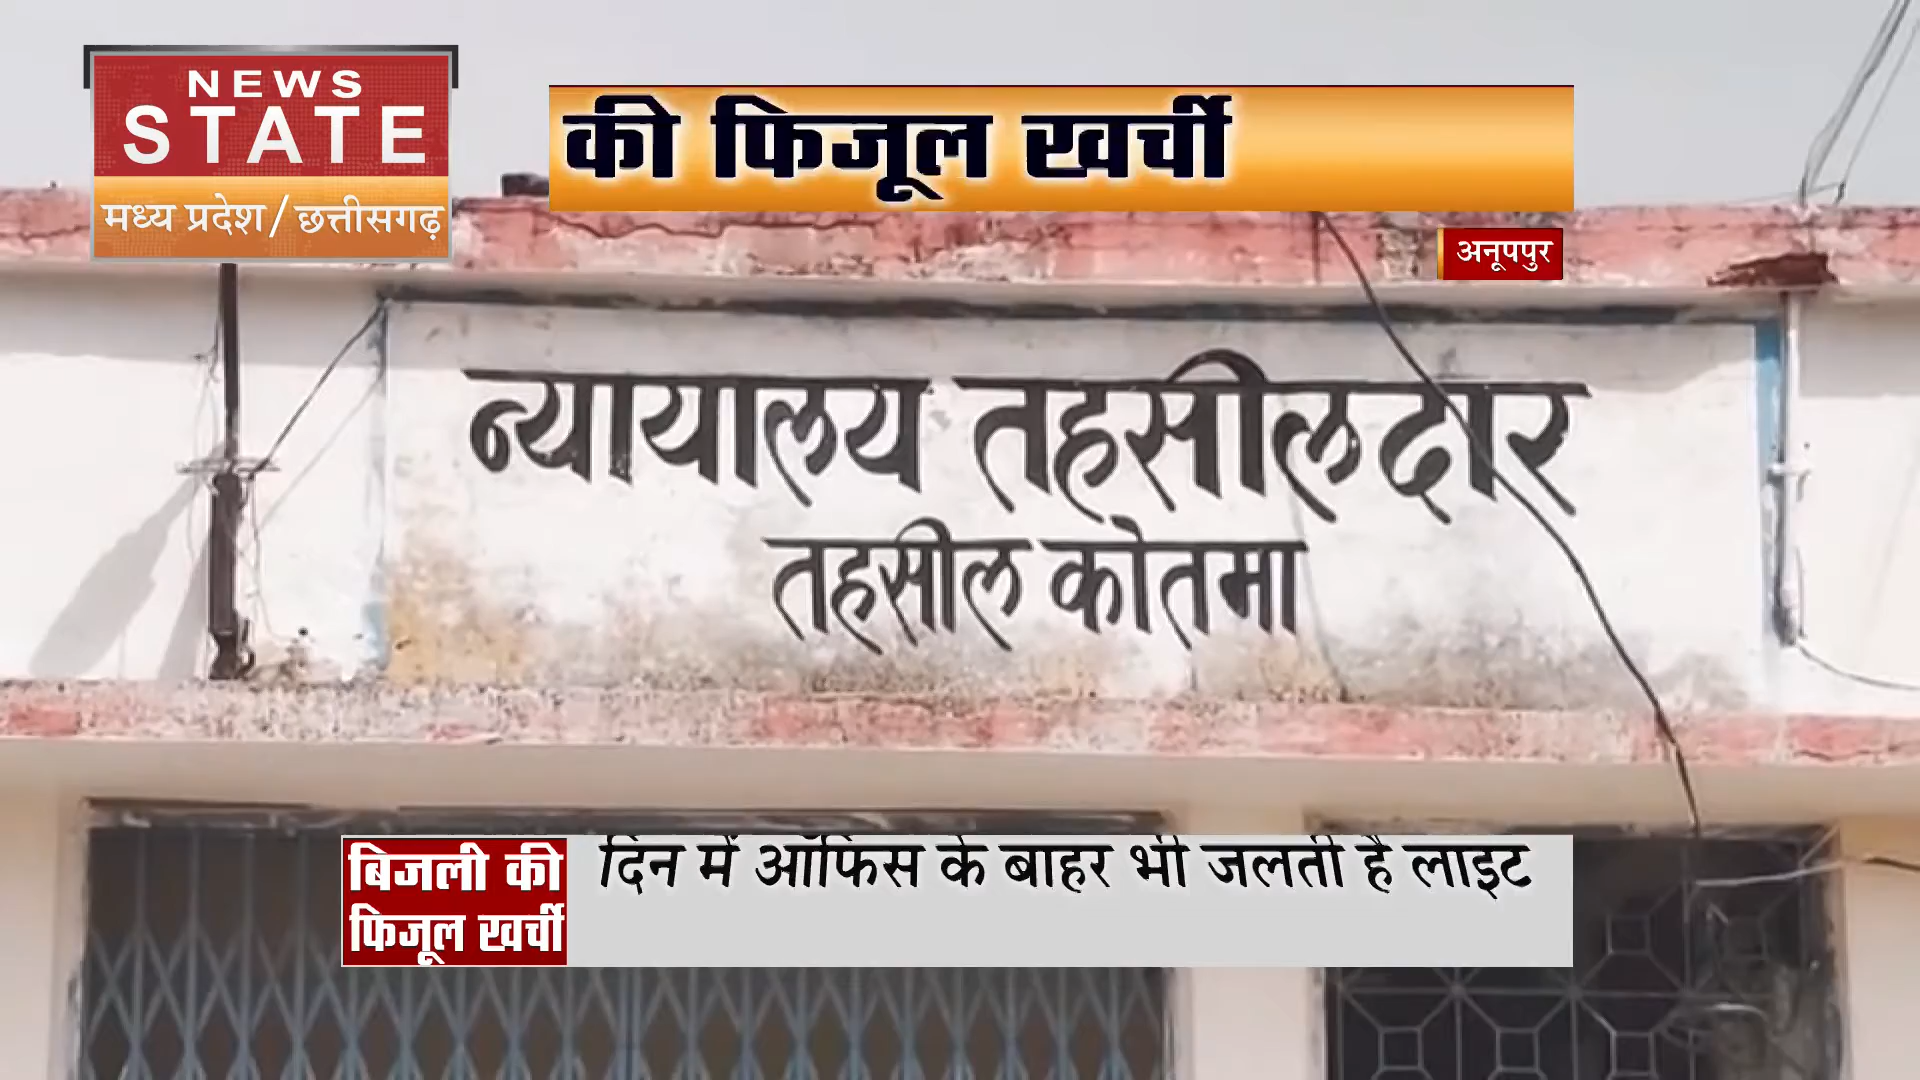 NEWS
STATE
मध्य प्रदेश/छत्तीसगढ़
की फिजूल खर्ची
अनूपपुर
न्यायालय तहसीलदार
तहसील कोतमा
बिजली की
फिजूल खर्ची
दिन में ऑफिस के बाहर भी जलती है लाइट